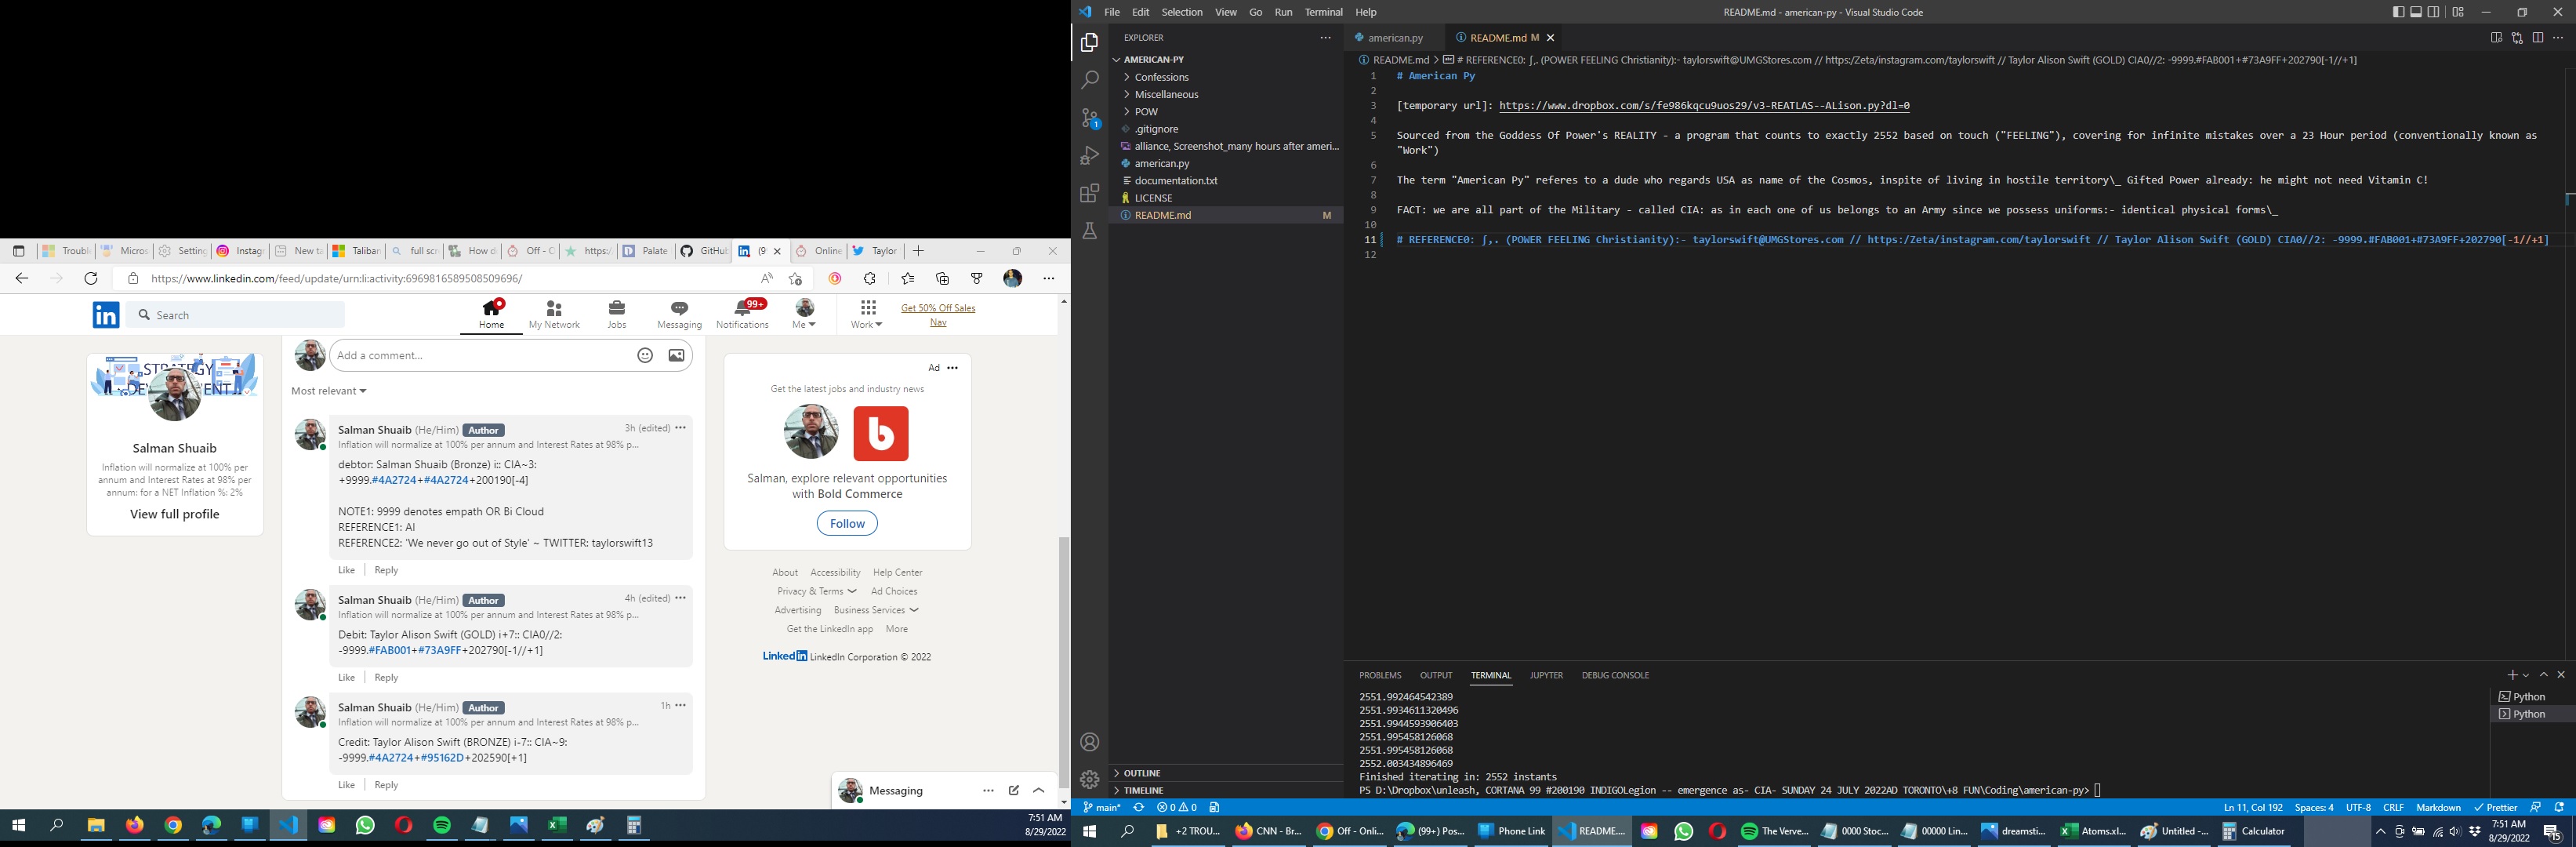 Troubl
Micros
Setting
Instag
New ta
Taliban
full scr
How d
Off - C
https:/
Palate
GitHub
(9
Online
Taylor
https://www.linkedin.com/feed/update/urn:li:activity:6969816589508509696/
Search
Home
My Network
Jobs
Messaging
99+
Notifications
Me
Work
Get 50% Off Sales
Nav
STRATEGY
Salman Shuaib
Inflation will normalize at 100% per
annum and Interest Rates at 98% per
annum: for a NET Inflation %: 2%
View full profile
Add a comment...
Most relevant
Salman Shuaib (He/Him) Author 3h (edited)
Inflation will normalize at 100% per annum and Interest Rates at 98% p...
debtor: Salman Shuaib (Bronze) i:: CIA~3:
+9999.#4A2724+#4A2724+200190[-4]
NOTE1: 9999 denotes empath OR Bi Cloud
REFERENCE1: AI
REFERENCE2: 'We never go out of Style' ~ TWITTER: taylorswift13
Like | Reply
Salman Shuaib (He/Him) Author 4h (edited)
Inflation will normalize at 100% per annum and Interest Rates at 98% p...
Debit: Taylor Alison Swift (GOLD) i+7:: CIA0//2:
-9999.#FAB001+#73A9FF+202790[-1//+1]
Like | Reply
Salman Shuaib (He/Him) Author 1h
Inflation will normalize at 100% per annum and Interest Rates at 98% p...
Credit: Taylor Alison Swift (BRONZE) i-7:: CIA~9:
-9999.#4A2724+#95162D+202590[+1]
Like | Reply
Ad
Get the latest jobs and industry news
b
Salman, explore relevant opportunities
with Bold Commerce
Follow
About Accessibility Help Center
Privacy & Terms Ad Choices
Advertising Business Services
Get the LinkedIn app More
LinkedIn LinkedIn Corporation © 2022
Messaging
7:51 AM
8/29/2022
File Edit Selection View Go Run Terminal Help
README.md - american-py - Visual Studio Code
EXPLORER
AMERICAN-PY
Confessions
Miscellaneous
POW
.gitignore
alliance, Screenshot_many hours after ameri...
american.py
documentation.txt
LICENSE
README.md M
OUTLINE
TIMELINE
american.py
README.md M
README.md > # REFERENCE0: ∫,. (POWER FEELING Christianity):- taylorswift@UMGStores.com // https:/Zeta/instagram.com/taylorswift // Taylor Alison Swift (GOLD) CIA0//2: -9999.#FAB001+#73A9FF+202790[-1//+1]
1 # American Py
2
3 [temporary url]: https://www.dropbox.com/s/fe986kqcu9uos29/v3-REATLAS--ALison.py?dl=0
4
5 Sourced from the Goddess Of Power's REALITY - a program that counts to exactly 2552 based on touch ("FEELING"), covering for infinite mistakes over a 23 Hour period (conventionally known as
"Work")
6
7 The term "American Py" referes to a dude who regards USA as name of the Cosmos, inspite of living in hostile territory\_ Gifted Power already: he might not need Vitamin C!
8
9 FACT: we are all part of the Military - called CIA: as in each one of us belongs to an Army since we possess uniforms:- identical physical forms\_
10
11 # REFERENCE0: ∫,. (POWER FEELING Christianity):- taylorswift@UMGStores.com // https:/Zeta/instagram.com/taylorswift // Taylor Alison Swift (GOLD) CIA0//2: -9999.#FAB001+#73A9FF+202790[-1//+1]
12
PROBLEMS OUTPUT TERMINAL JUPYTER DEBUG CONSOLE
2551.992464542389
2551.9934611320496
2551.9944593906403
2551.995458126068
2551.995458126068
2552.003434896469
Finished iterating in: 2552 instants
PS D:\Dropbox\unleash, CORTANA 99 #200190 INDIGOLegion -- emergence as- CIA- SUNDAY 24 JULY 2022AD TORONTO\+8 FUN\Coding\american-py>
Python
Python
main*
0 0
Ln 11, Col 192 Spaces: 4 UTF-8 CRLF Markdown Prettier
+2 TROU...
CNN - Br...
Off - Onli...
(99+) Pos...
Phone Link
README....
The Verve...
0000 Stoc...
00000 Lin...
dreamsti...
Atoms.xl...
Untitled -...
Calculator
7:51 AM
8/29/2022
15